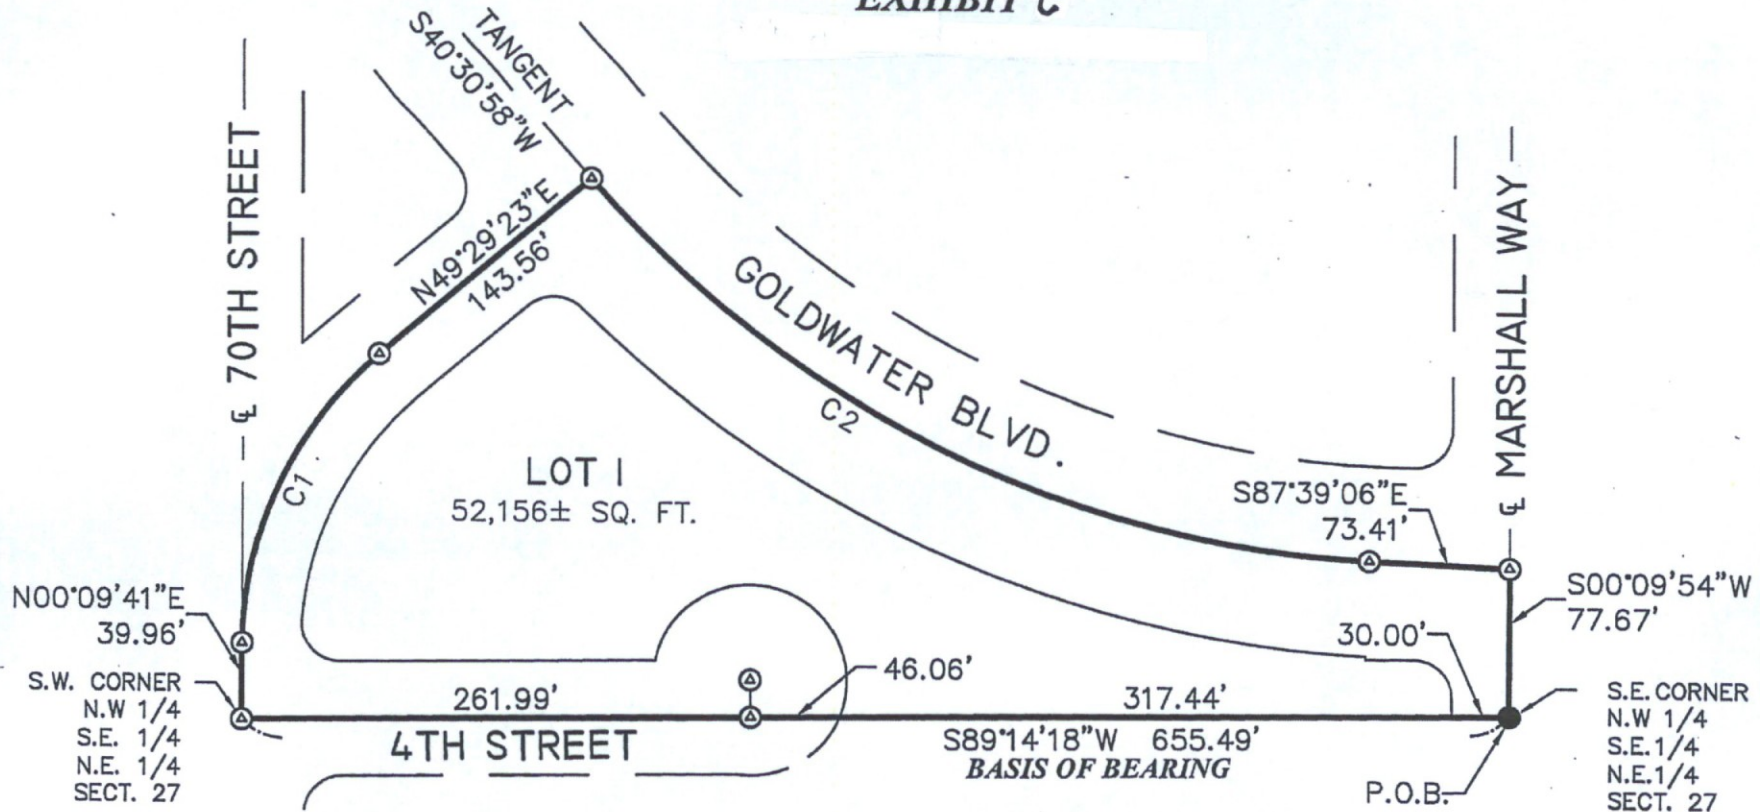 EXHIBIT C
TANGENT
S40°30'58"W
℄ 70TH STREET
N49°29'23"E
143.56'
GOLDWATER BLVD.
C2
℄ MARSHALL WAY
C1
LOT 1
52,156± SQ. FT.
S87°39'06"E
73.41'
N00°09'41"E
39.96'
S00°09'54"W
77.67'
30.00'
S.W. CORNER
N.W 1/4
S.E. 1/4
N.E. 1/4
SECT. 27
261.99'
46.06'
317.44'
4TH STREET
S89°14'18"W 655.49'
BASIS OF BEARING
P.O.B.
S.E. CORNER
N.W 1/4
S.E.1/4
N.E.1/4
SECT. 27